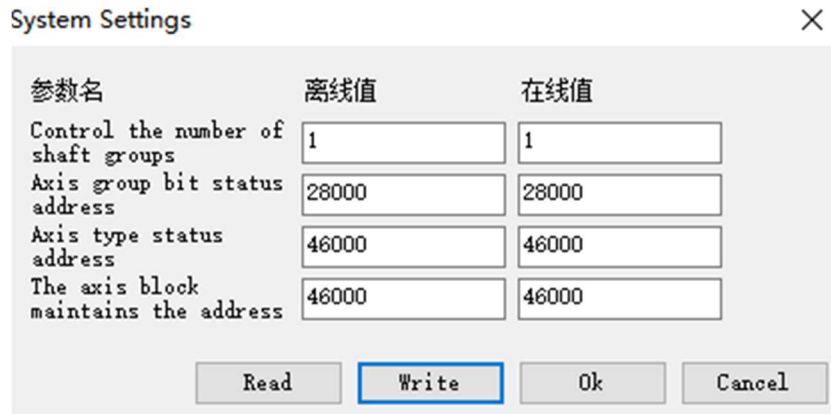 System Settings
参数名 离线值 在线值
Control the number of
shaft groups
1 1
Axis group bit status
address
28000 28000
Axis type status
address
46000 46000
The axis block
maintains the address
46000 46000
Read Write Ok Cancel